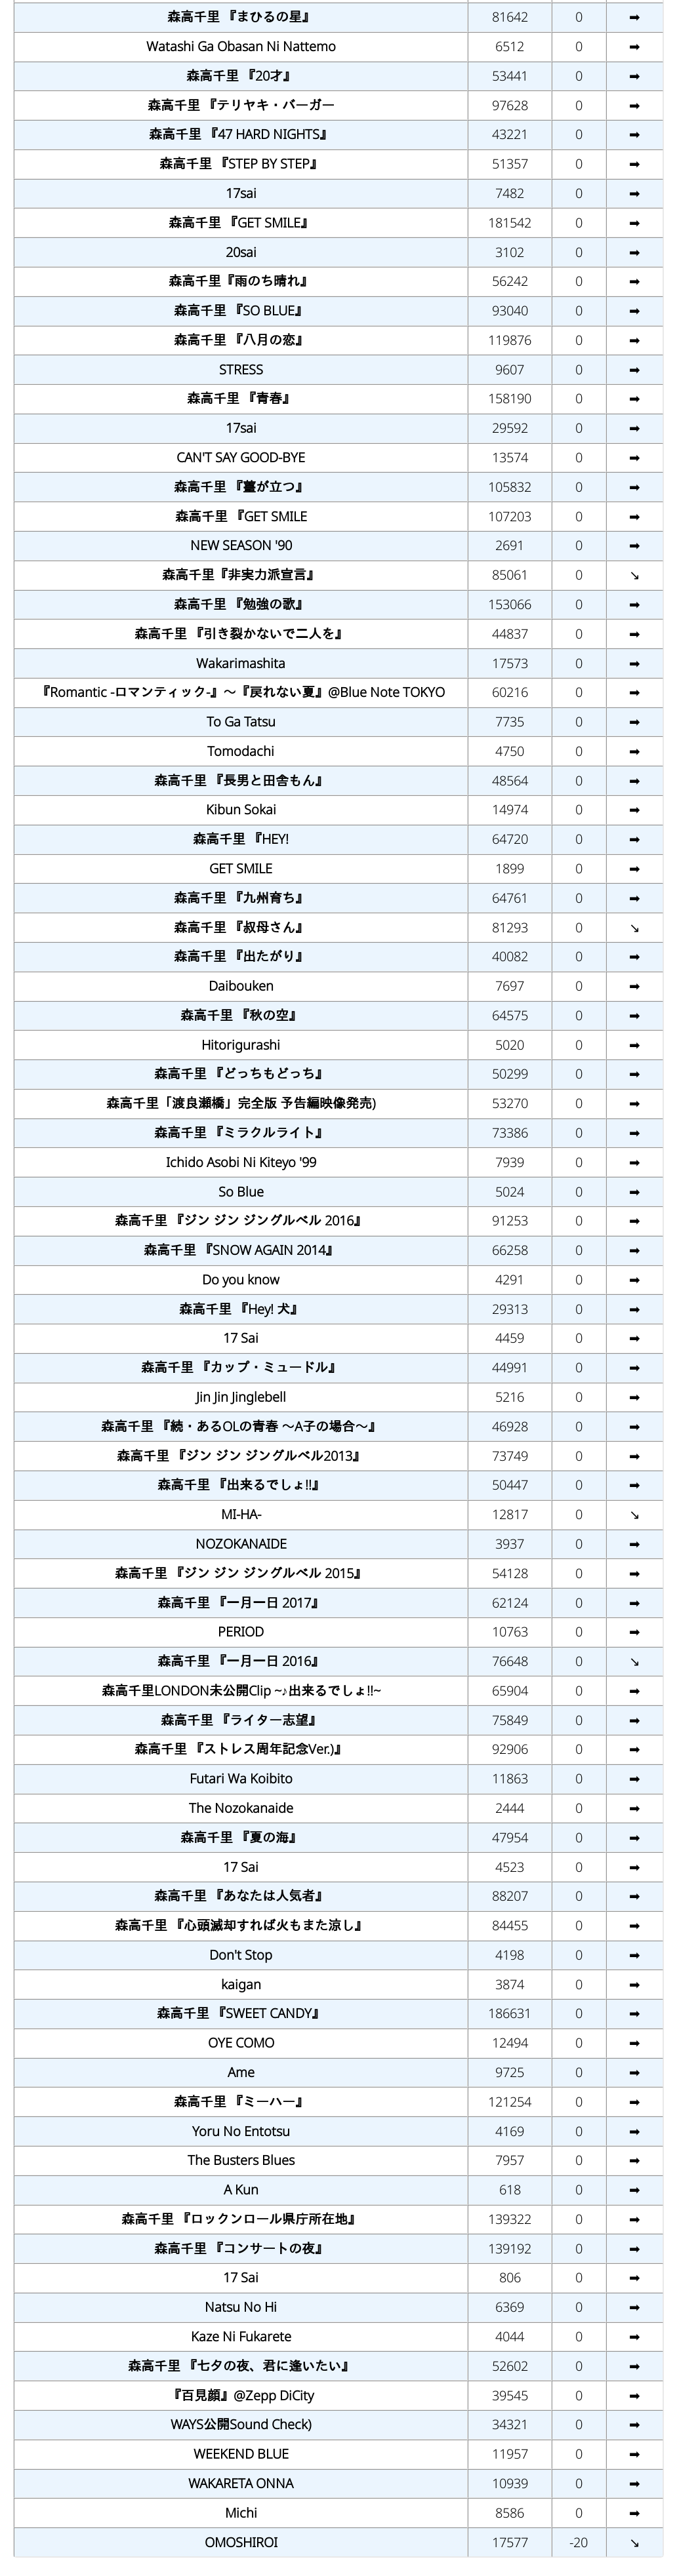 森高千里 『まひるの星』 81642 0 ➡
Watashi Ga Obasan Ni Nattemo 6512 0 ➡
森高千里 『20才』 53441 0 ➡
森高千里 『テリヤキ・バーガー 97628 0 ➡
森高千里 『47 HARD NIGHTS』 43221 0 ➡
森高千里 『STEP BY STEP』 51357 0 ➡
17sai 7482 0 ➡
森高千里 『GET SMILE』 181542 0 ➡
20sai 3102 0 ➡
森高千里『雨のち晴れ』 56242 0 ➡
森高千里 『SO BLUE』 93040 0 ➡
森高千里 『八月の恋』 119876 0 ➡
STRESS 9607 0 ➡
森高千里 『青春』 158190 0 ➡
17sai 29592 0 ➡
CAN'T SAY GOOD-BYE 13574 0 ➡
森高千里 『薹が立つ』 105832 0 ➡
森高千里 『GET SMILE 107203 0 ➡
NEW SEASON '90 2691 0 ➡
森高千里『非実力派宣言』 85061 0 ↘
森高千里 『勉強の歌』 153066 0 ➡
森高千里 『引き裂かないで二人を』 44837 0 ➡
Wakarimashita 17573 0 ➡
『Romantic -ロマンティック-』～『戻れない夏』@Blue Note TOKYO 60216 0 ➡
To Ga Tatsu 7735 0 ➡
Tomodachi 4750 0 ➡
森高千里 『長男と田舎もん』 48564 0 ➡
Kibun Sokai 14974 0 ➡
森高千里 『HEY! 64720 0 ➡
GET SMILE 1899 0 ➡
森高千里 『九州育ち』 64761 0 ➡
森高千里 『叔母さん』 81293 0 ↘
森高千里 『出たがり』 40082 0 ➡
Daibouken 7697 0 ➡
森高千里 『秋の空』 64575 0 ➡
Hitorigurashi 5020 0 ➡
森高千里 『どっちもどっち』 50299 0 ➡
森高千里「渡良瀬橋」完全版 予告編映像発売) 53270 0 ➡
森高千里 『ミラクルライト』 73386 0 ➡
Ichido Asobi Ni Kiteyo '99 7939 0 ➡
So Blue 5024 0 ➡
森高千里 『ジン ジン ジングルベル 2016』 91253 0 ➡
森高千里 『SNOW AGAIN 2014』 66258 0 ➡
Do you know 4291 0 ➡
森高千里 『Hey! 犬』 29313 0 ➡
17 Sai 4459 0 ➡
森高千里 『カップ・ミュードル』 44991 0 ➡
Jin Jin Jinglebell 5216 0 ➡
森高千里 『続・あるOLの青春 ～A子の場合～』 46928 0 ➡
森高千里 『ジン ジン ジングルベル2013』 73749 0 ➡
森高千里 『出来るでしょ!!』 50447 0 ➡
MI-HA- 12817 0 ↘
NOZOKANAIDE 3937 0 ➡
森高千里 『ジン ジン ジングルベル 2015』 54128 0 ➡
森高千里 『一月一日 2017』 62124 0 ➡
PERIOD 10763 0 ➡
森高千里 『一月一日 2016』 76648 0 ↘
森高千里LONDON未公開Clip ~♪出来るでしょ!!~ 65904 0 ➡
森高千里 『ライター志望』 75849 0 ➡
森高千里 『ストレス周年記念Ver.)』 92906 0 ➡
Futari Wa Koibito 11863 0 ➡
The Nozokanaide 2444 0 ➡
森高千里 『夏の海』 47954 0 ➡
17 Sai 4523 0 ➡
森高千里 『あなたは人気者』 88207 0 ➡
森高千里 『心頭滅却すれば火もまた涼し』 84455 0 ➡
Don't Stop 4198 0 ➡
kaigan 3874 0 ➡
森高千里 『SWEET CANDY』 186631 0 ➡
OYE COMO 12494 0 ➡
Ame 9725 0 ➡
森高千里 『ミーハー』 121254 0 ➡
Yoru No Entotsu 4169 0 ➡
The Busters Blues 7957 0 ➡
A Kun 618 0 ➡
森高千里 『ロックンロール県庁所在地』 139322 0 ➡
森高千里 『コンサートの夜』 139192 0 ➡
17 Sai 806 0 ➡
Natsu No Hi 6369 0 ➡
Kaze Ni Fukarete 4044 0 ➡
森高千里 『七夕の夜、君に逢いたい』 52602 0 ➡
『百見顔』@Zepp DiCity 39545 0 ➡
WAYS公開Sound Check) 34321 0 ➡
WEEKEND BLUE 11957 0 ➡
WAKARETA ONNA 10939 0 ➡
Michi 8586 0 ➡
OMOSHIROI 17577 -20 ↘